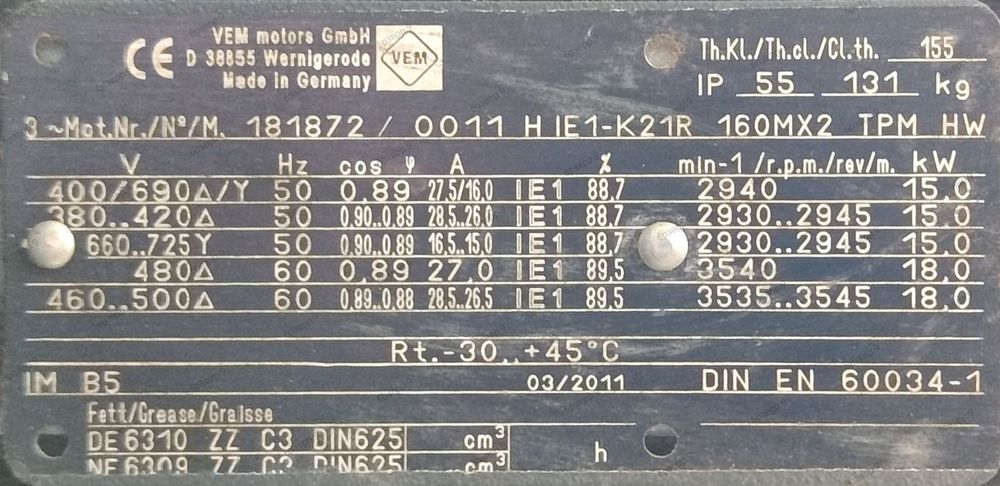 VEM motors GmbH
D 38855 Wernigerode
Made in Germany
CE
VEM
Th.Kl./Th.cl./Cl.th. 155
IP 55 131 kg
3 ~Mot.Nr./N°/M. 181872 / 0011 H IE1-K21R 160MX2 TPM HW
V Hz cos φ A % min-1 /r.p.m./rev/m. kW
400/690Δ/Y 50 0.89 27.5/16.0 IE1 88.7 2940 15.0
380..420Δ 50 0.90..0.89 28.5..26.0 IE1 88.7 2930..2945 15.0
660..725Y 50 0.90..0.89 16.5..15.0 IE1 88.7 2930..2945 15.0
480Δ 60 0.89 27.0 IE1 89.5 3540 18.0
460..500Δ 60 0.89..0.88 28.5..26.5 IE1 89.5 3535..3545 18.0
Rt.-30..+45°C
IM B5 03/2011 DIN EN 60034-1
Fett/Grease/Graisse
DE 6310 ZZ C3 DIN625 cm³
h
NE 6309 ZZ C3 DIN625 cm³